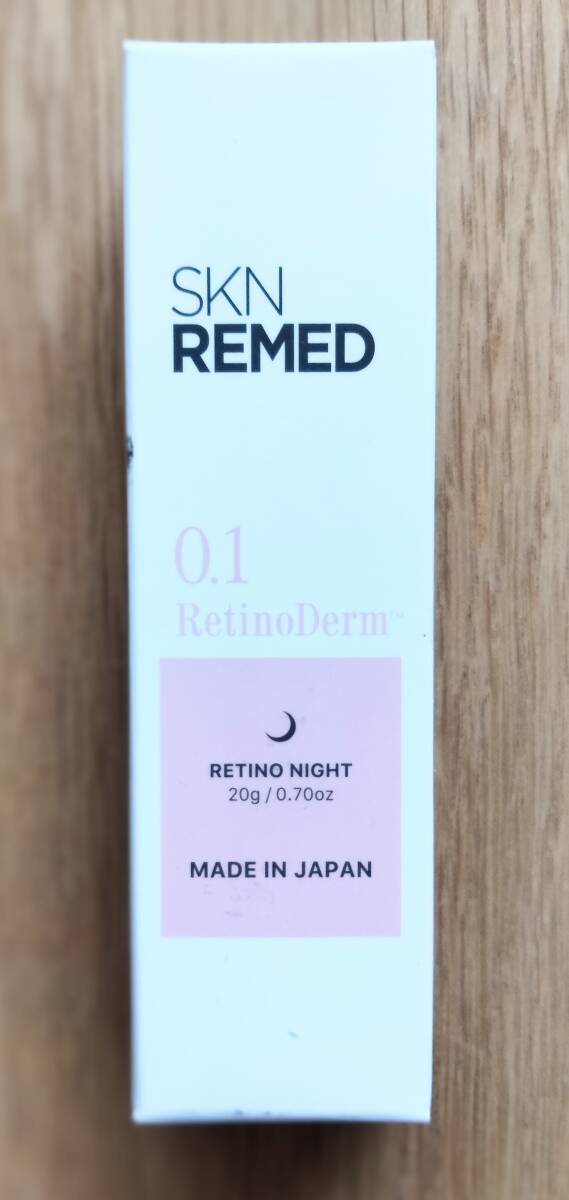 SKN
REMED
0.1
RetinoDerm™
RETINO NIGHT
20g / 0.70oz
MADE IN JAPAN